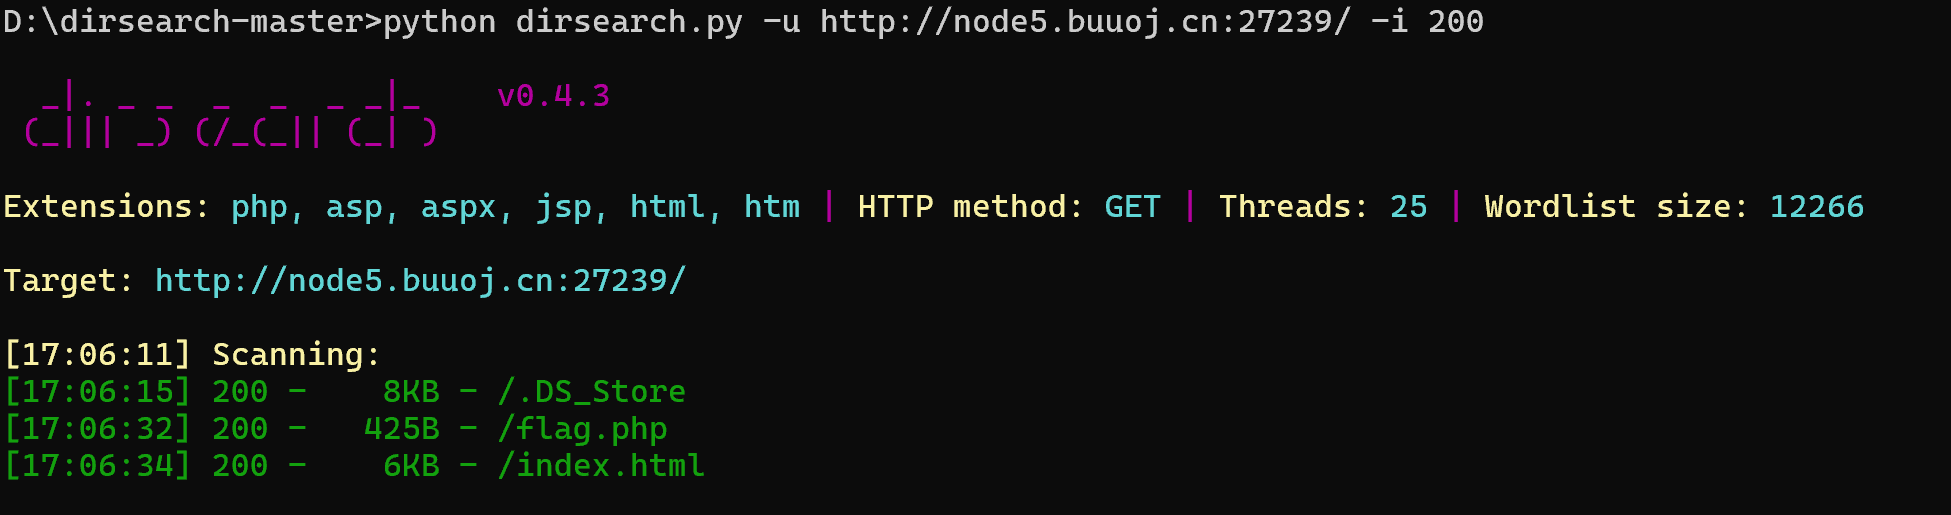 D:\dirsearch-master>python dirsearch.py -u http://node5.buuoj.cn:27239/ -i 200
  _|. _ _  _  _  _ _|_    v0.4.3
 (_||| _) (/_(_|| (_| )
Extensions: php, asp, aspx, jsp, html, htm | HTTP method: GET | Threads: 25 | Wordlist size: 12266
Target: http://node5.buuoj.cn:27239/
[17:06:11] Scanning:
[17:06:15] 200 -    8KB - /.DS_Store
[17:06:32] 200 -   425B - /flag.php
[17:06:34] 200 -    6KB - /index.html